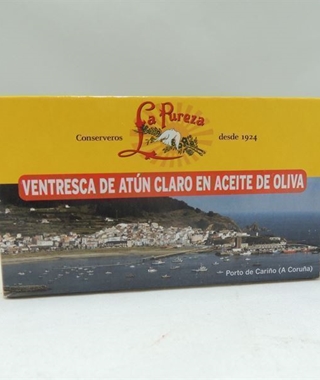 La Pureza
Conserveros desde 1924
VENTRESCA DE ATÚN CLARO EN ACEITE DE OLIVA
Porto de Cariño (A Coruña)